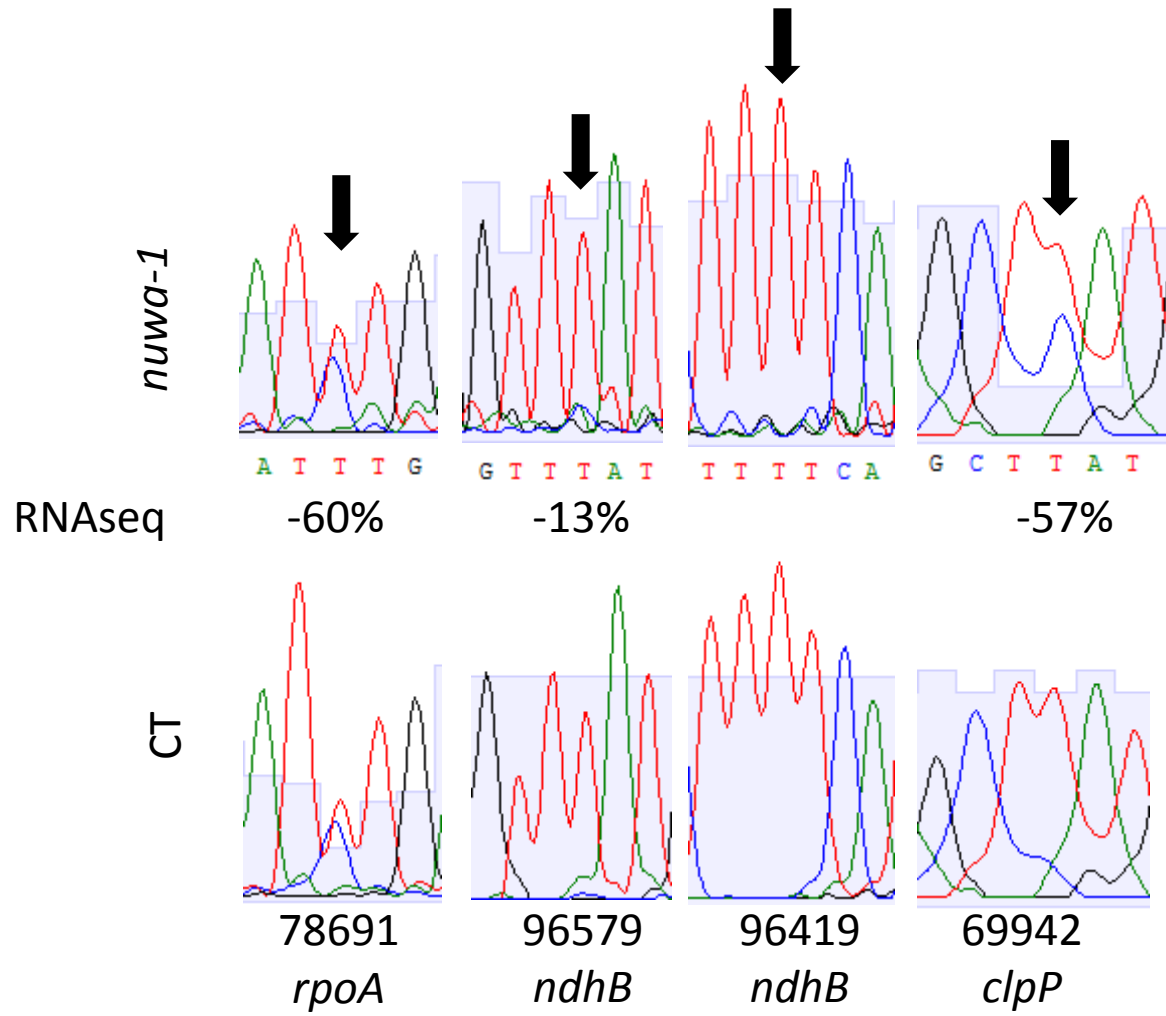 nuwa-1
A T T T G
G T T T A T
T T T T C A
G C T T A T
RNAseq -60% -13% -57%
CT
78691 96579 96419 69942
rpoA ndhB ndhB clpP